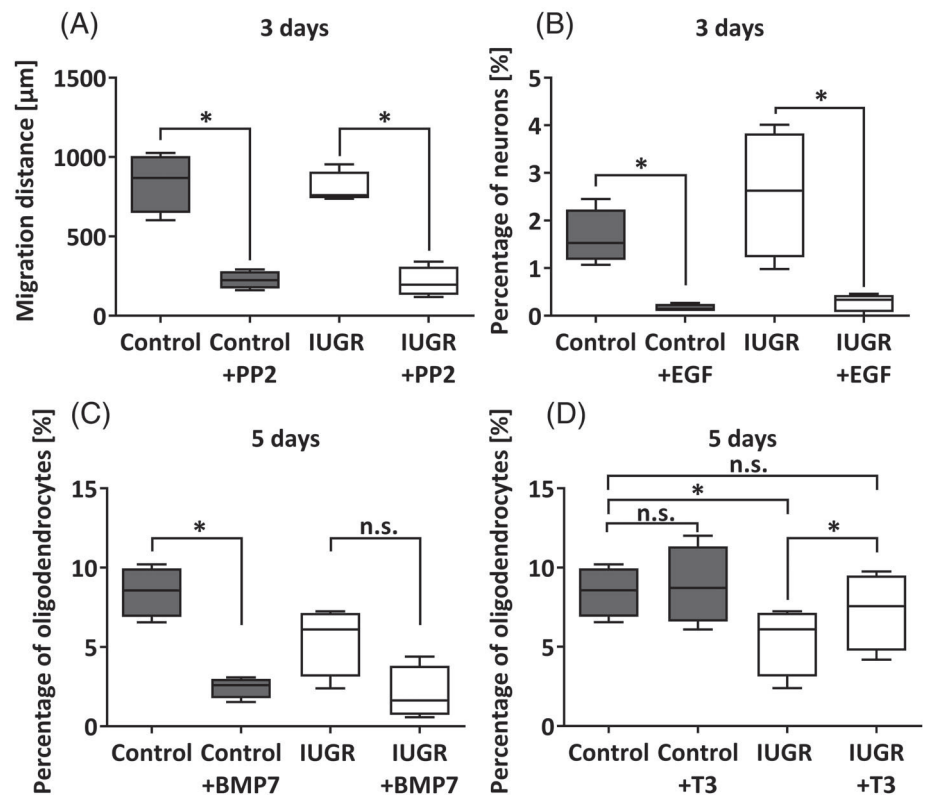 (A)
3 days
Migration distance [µm]
1500
1000
500
0
*
*
Control
Control
+PP2
IUGR
IUGR
+PP2
(B)
3 days
Percentage of neurons [%]
5
4
3
2
1
0
*
*
Control
Control
+EGF
IUGR
IUGR
+EGF
(C)
5 days
Percentage of oligodendrocytes [%]
15
10
5
0
*
n.s.
Control
Control
+BMP7
IUGR
IUGR
+BMP7
(D)
5 days
Percentage of oligodendrocytes [%]
15
10
5
0
n.s.
*
n.s.
*
Control
Control
+T3
IUGR
IUGR
+T3